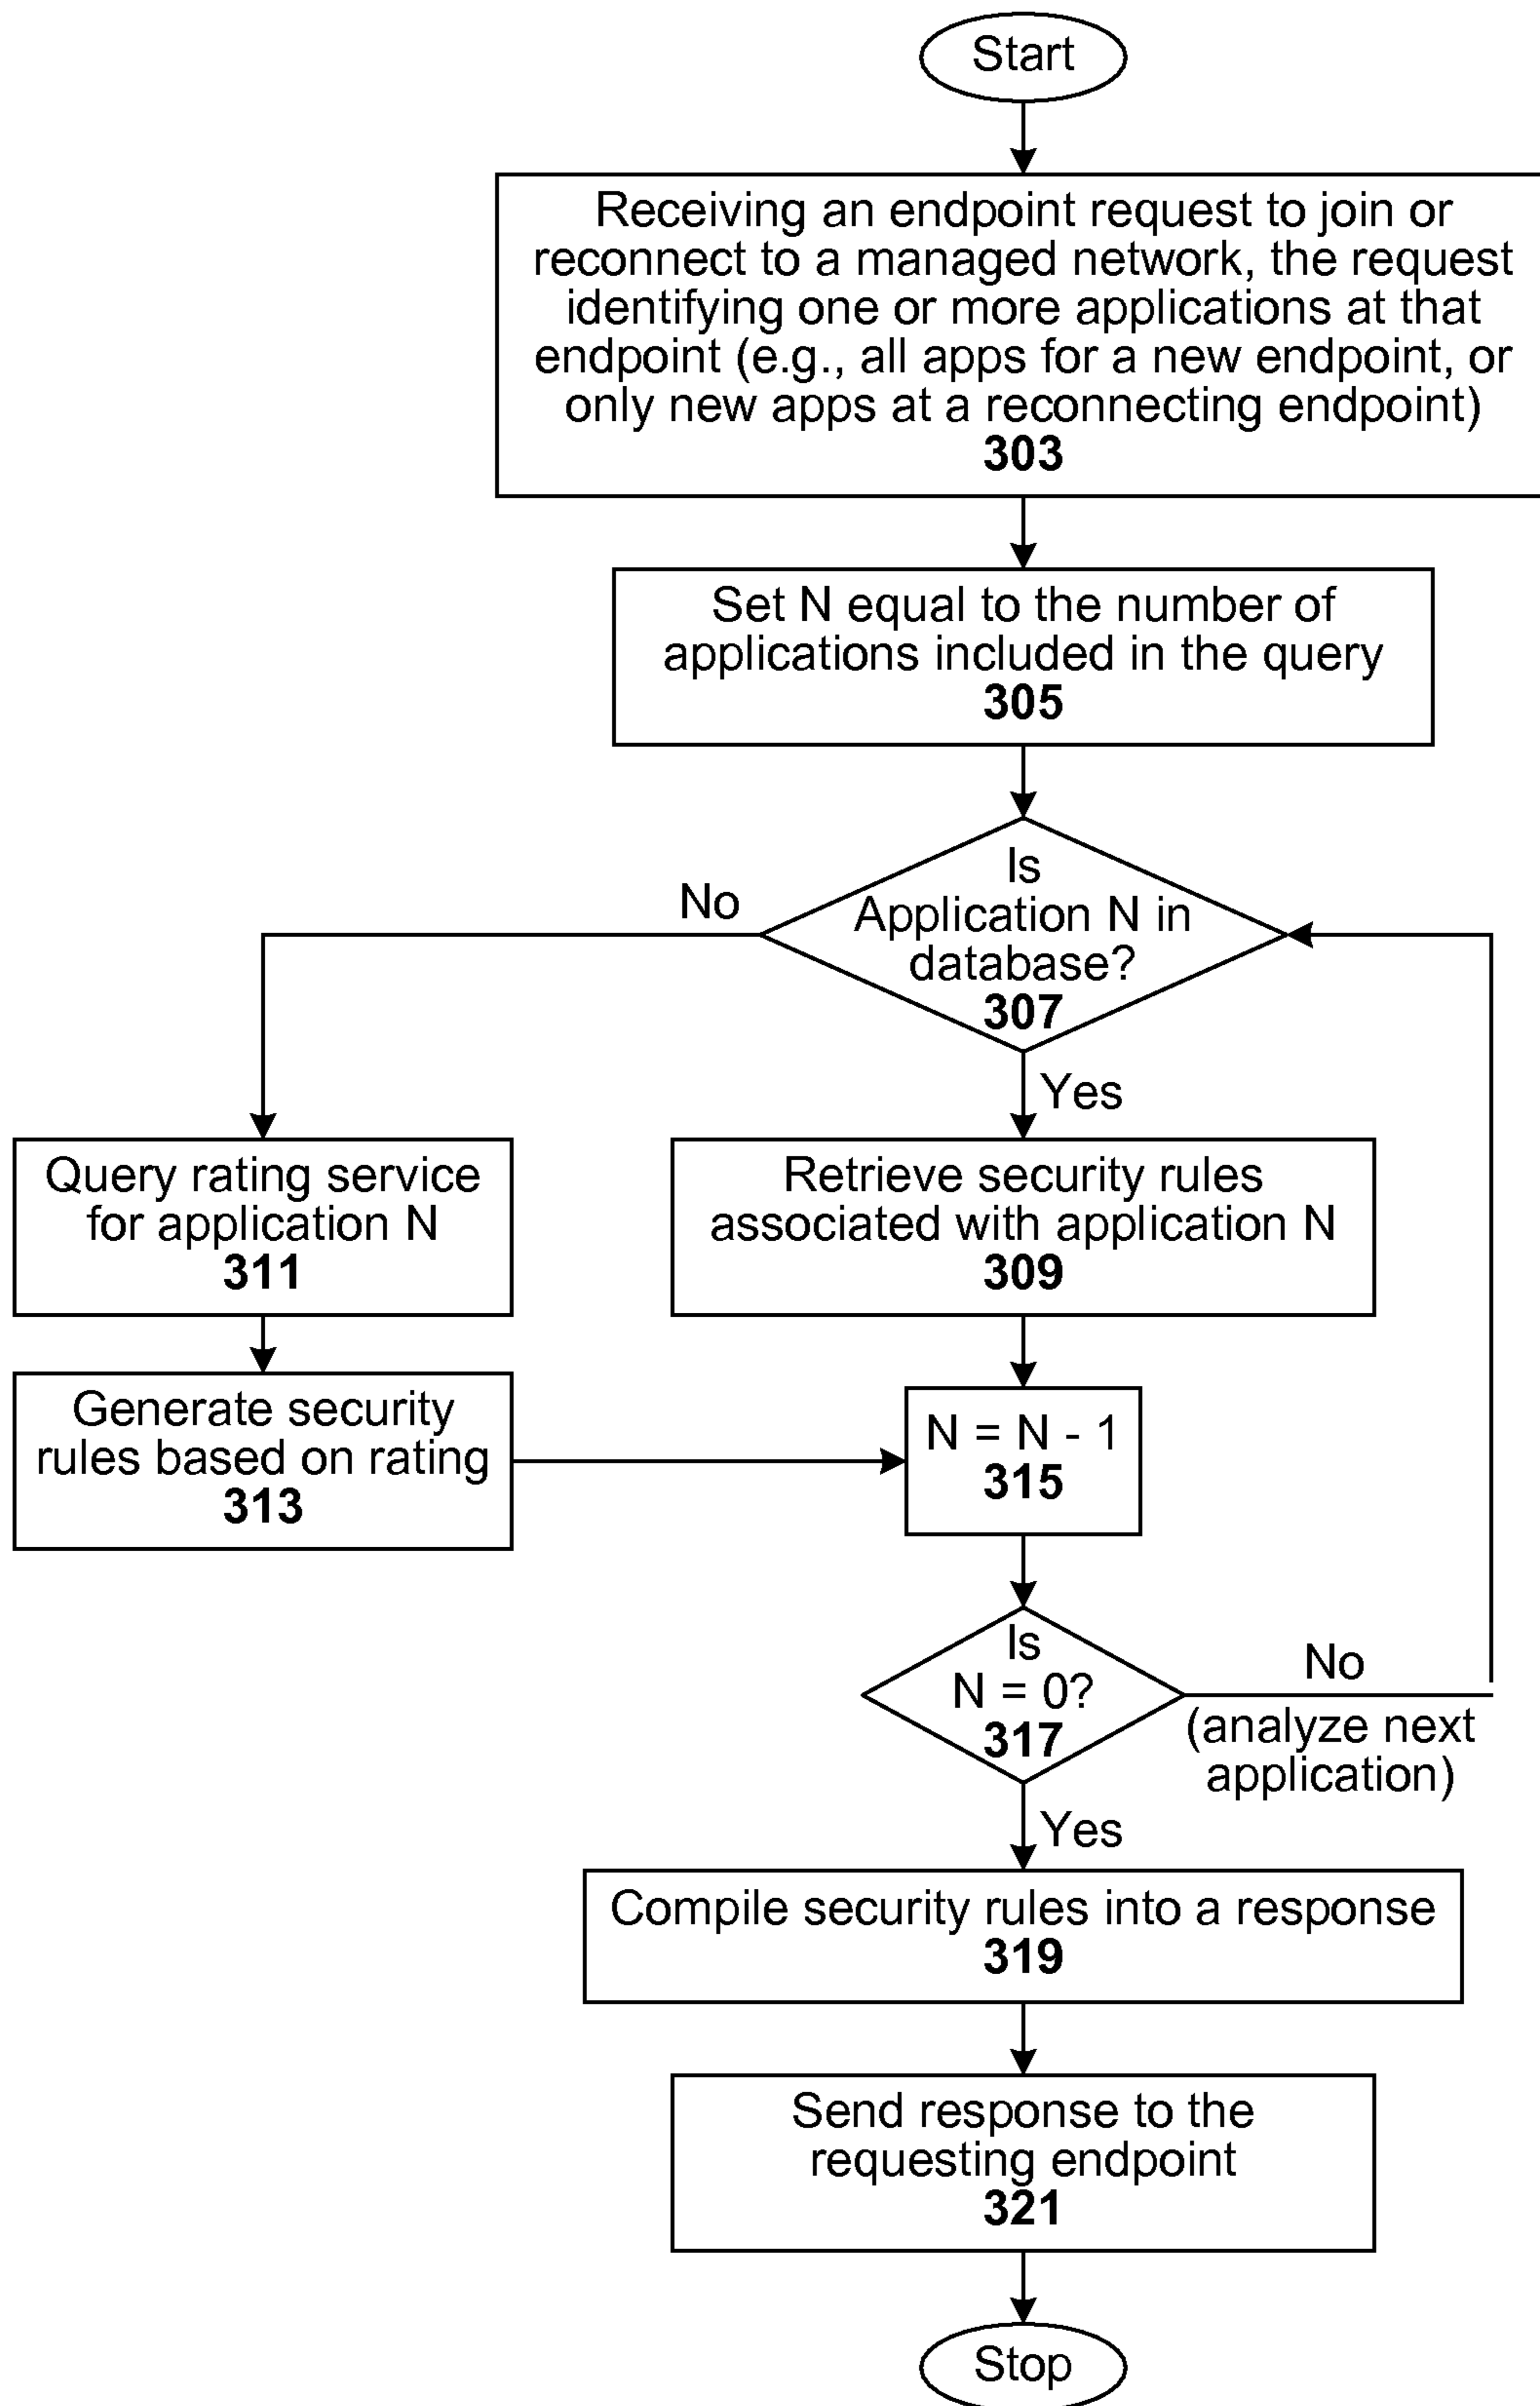 Start
Receiving an endpoint request to join or
reconnect to a managed network, the request
identifying one or more applications at that
endpoint (e.g., all apps for a new endpoint, or
only new apps at a reconnecting endpoint)
303
Set N equal to the number of
applications included in the query
305
Is
Application N in
database?
307
No
Yes
Query rating service
for application N
311
Retrieve security rules
associated with application N
309
Generate security
rules based on rating
313
N = N - 1
315
Is
N = 0?
317
No
(analyze next
application)
Yes
Compile security rules into a response
319
Send response to the
requesting endpoint
321
Stop